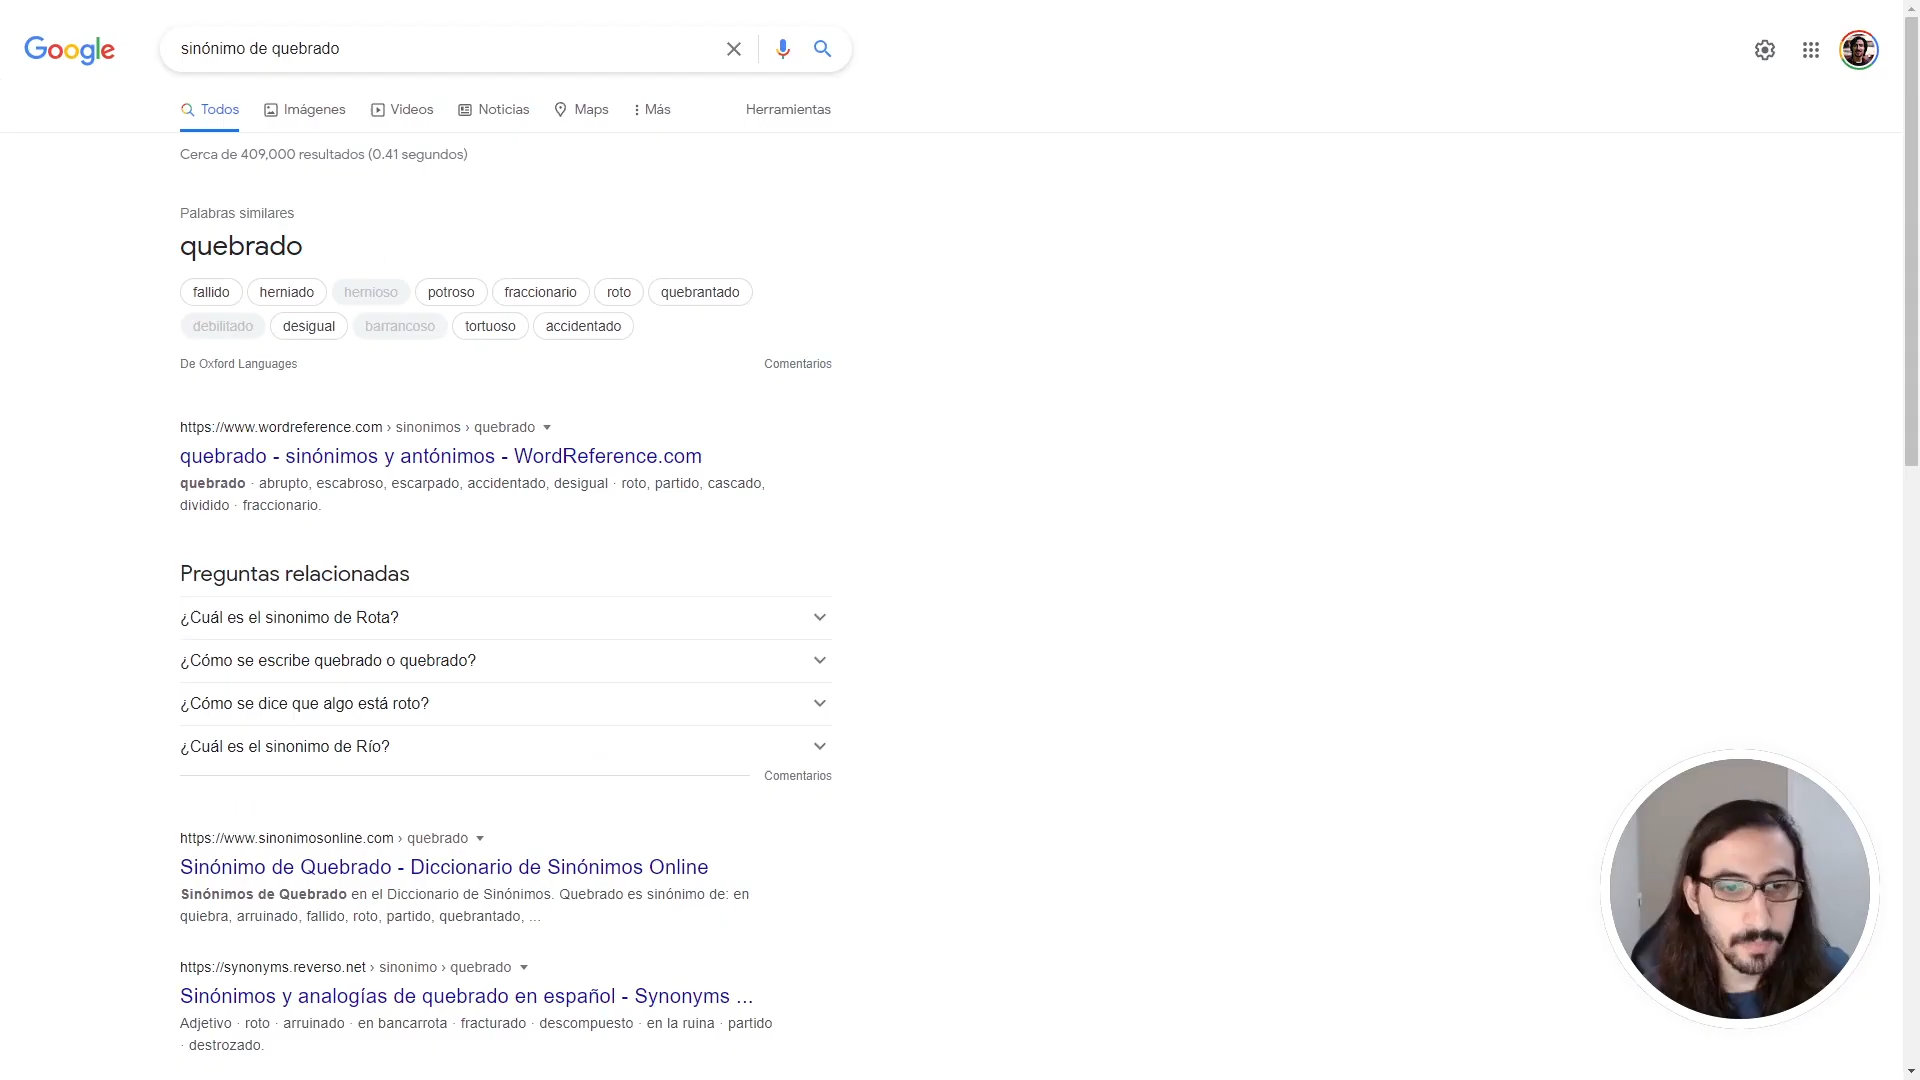 Google
sinónimo de quebrado
Todos
Imágenes
Videos
Noticias
Maps
Más
Herramientas
Cerca de 409,000 resultados (0.41 segundos)
Palabras similares
quebrado
fallido herniado hernioso potroso fraccionario roto quebrantado
debilitado desigual barrancoso tortuoso accidentado
De Oxford Languages
Comentarios
https://www.wordreference.com › sinonimos › quebrado
quebrado - sinónimos y antónimos - WordReference.com
quebrado · abrupto, escabroso, escarpado, accidentado, desigual · roto, partido, cascado,
dividido · fraccionario.
Preguntas relacionadas
¿Cuál es el sinonimo de Rota?
¿Cómo se escribe quebrado o quebrado?
¿Cómo se dice que algo está roto?
¿Cuál es el sinonimo de Río?
Comentarios
https://www.sinonimosonline.com › quebrado
Sinónimo de Quebrado - Diccionario de Sinónimos Online
Sinónimos de Quebrado en el Diccionario de Sinónimos. Quebrado es sinónimo de: en
quiebra, arruinado, fallido, roto, partido, quebrantado, ...
https://synonyms.reverso.net › sinonimo › quebrado
Sinónimos y analogías de quebrado en español - Synonyms ...
Adjetivo · roto · arruinado · en bancarrota · fracturado · descompuesto · en la ruina · partido
· destrozado.